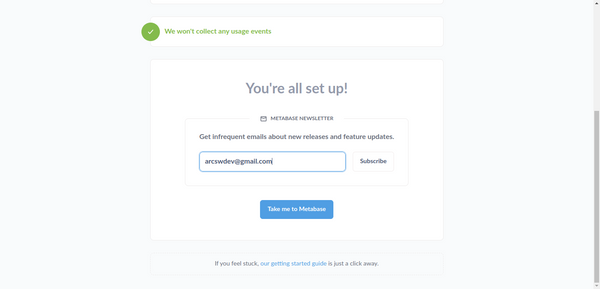 We won't collect any usage events
You're all set up!
METABASE NEWSLETTER
Get infrequent emails about new releases and feature updates.
arcswdev@gmail.com
Subscribe
Take me to Metabase
If you feel stuck, our getting started guide is just a click away.